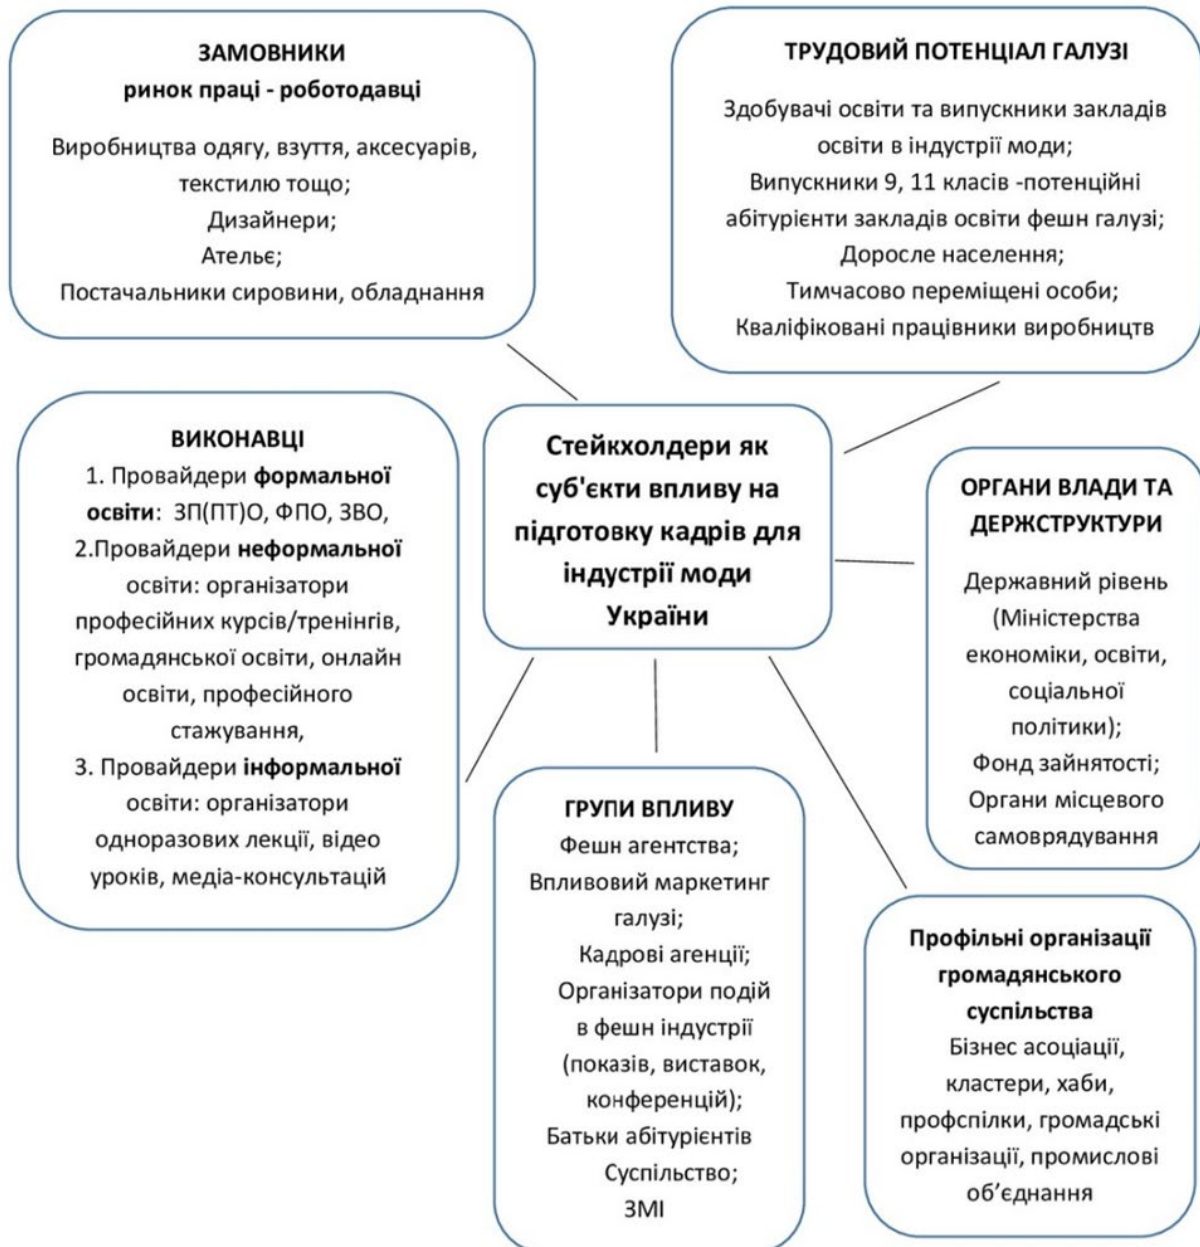 ЗАМОВНИКИ
ринок праці - роботодавці
Виробництва одягу, взуття, аксесуарів,
текстилю тощо;
Дизайнери;
Ательє;
Постачальники сировини, обладнання
ТРУДОВИЙ ПОТЕНЦІАЛ ГАЛУЗІ
Здобувачі освіти та випускники закладів
освіти в індустрії моди;
Випускники 9, 11 класів -потенційні
абітурієнти закладів освіти фешн галузі;
Доросле населення;
Тимчасово переміщені особи;
Кваліфіковані працівники виробництв
ВИКОНАВЦІ
1. Провайдери формальної
освіти: ЗП(ПТ)О, ФПО, ЗВО,
2.Провайдери неформальної
освіти: організатори
професійних курсів/тренінгів,
громадянської освіти, онлайн
освіти, професійного
стажування,
3. Провайдери інформальної
освіти: організатори
одноразових лекції, відео
уроків, медіа-консультацій
Стейкхолдери як
суб'єкти впливу на
підготовку кадрів для
індустрії моди
України
ОРГАНИ ВЛАДИ ТА
ДЕРЖСТРУКТУРИ
Державний рівень
(Міністерства
економіки, освіти,
соціальної
політики);
Фонд зайнятості;
Органи місцевого
самоврядування
ГРУПИ ВПЛИВУ
Фешн агентства;
Впливовий маркетинг
галузі;
Кадрові агенції;
Організатори подій
в фешн індустрії
(показів, виставок,
конференцій);
Батьки абітурієнтів
Суспільство;
ЗМІ
Профільні організації
громадянського
суспільства
Бізнес асоціації,
кластери, хаби,
профспілки, громадські
організації, промислові
об’єднання